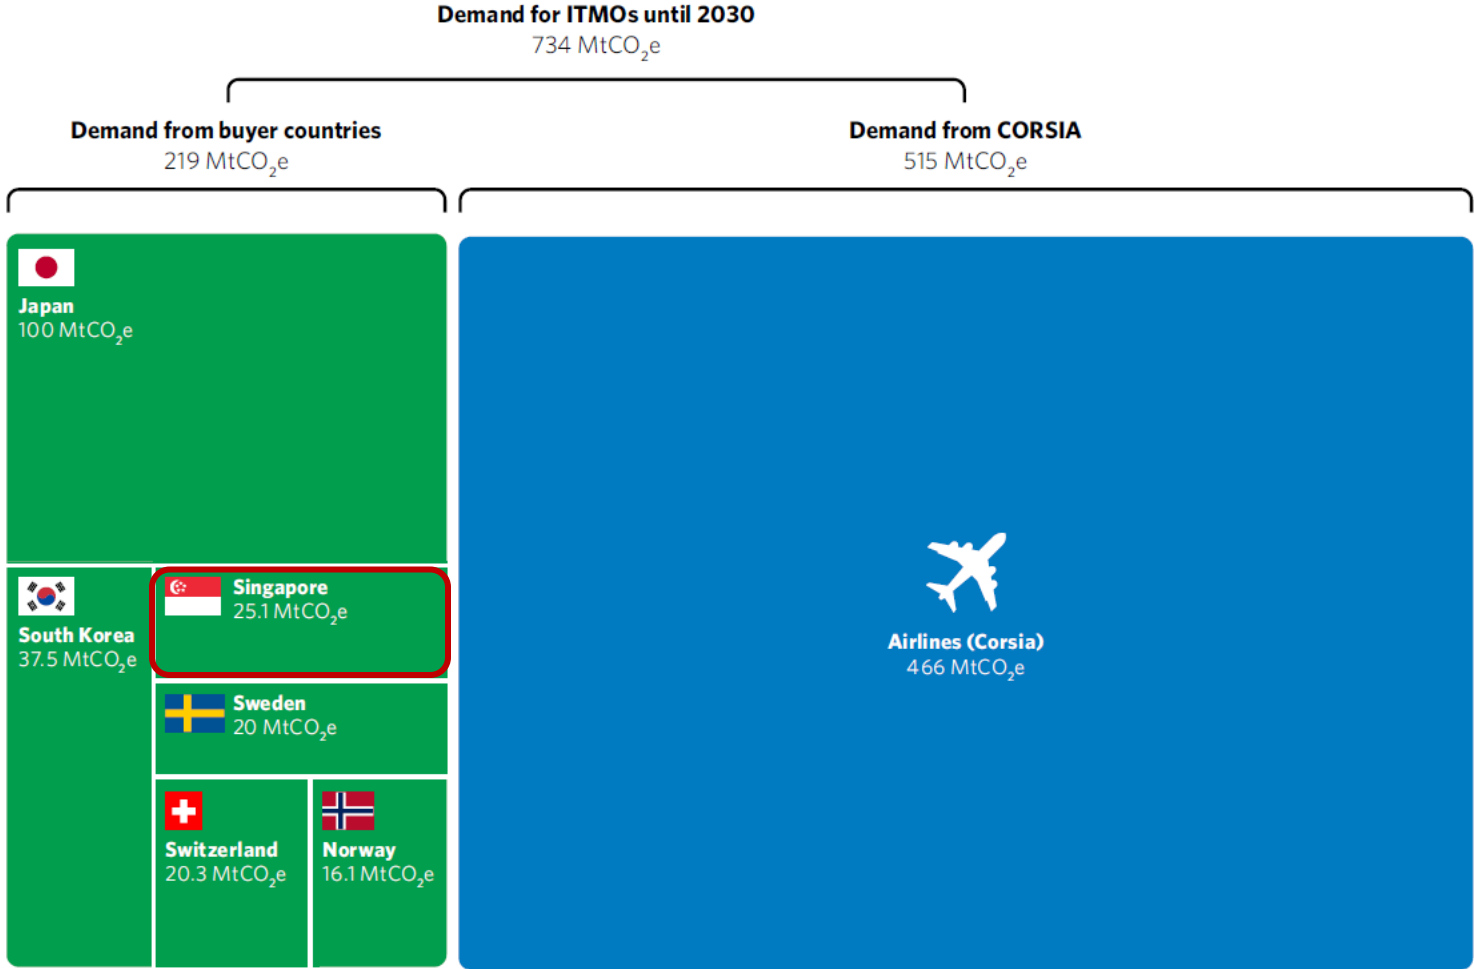 Demand for ITMOs until 2030
734 MtCO₂e
Demand from buyer countries
219 MtCO₂e
Demand from CORSIA
515 MtCO₂e
Japan
100 MtCO₂e
South Korea
37.5 MtCO₂e
Singapore
25.1 MtCO₂e
Sweden
20 MtCO₂e
Switzerland
20.3 MtCO₂e
Norway
16.1 MtCO₂e
Airlines (Corsia)
466 MtCO₂e